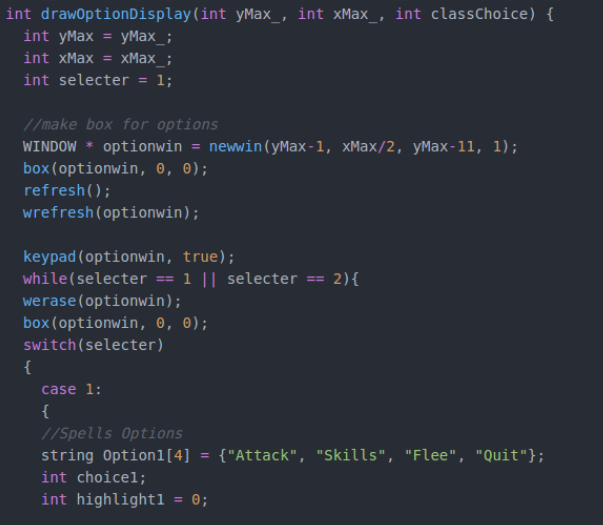 int drawOptionDisplay(int yMax_, int xMax_, int classChoice) {
  int yMax = yMax_;
  int xMax = xMax_;
  int selecter = 1;

  //make box for options
  WINDOW * optionwin = newwin(yMax-1, xMax/2, yMax-11, 1);
  box(optionwin, 0, 0);
  refresh();
  wrefresh(optionwin);

  keypad(optionwin, true);
  while(selecter == 1 || selecter == 2){
  werase(optionwin);
  box(optionwin, 0, 0);
  switch(selecter)
  {
    case 1:
    {
    //Spells Options
    string Option1[4] = {"Attack", "Skills", "Flee", "Quit"};
    int choice1;
    int highlight1 = 0;